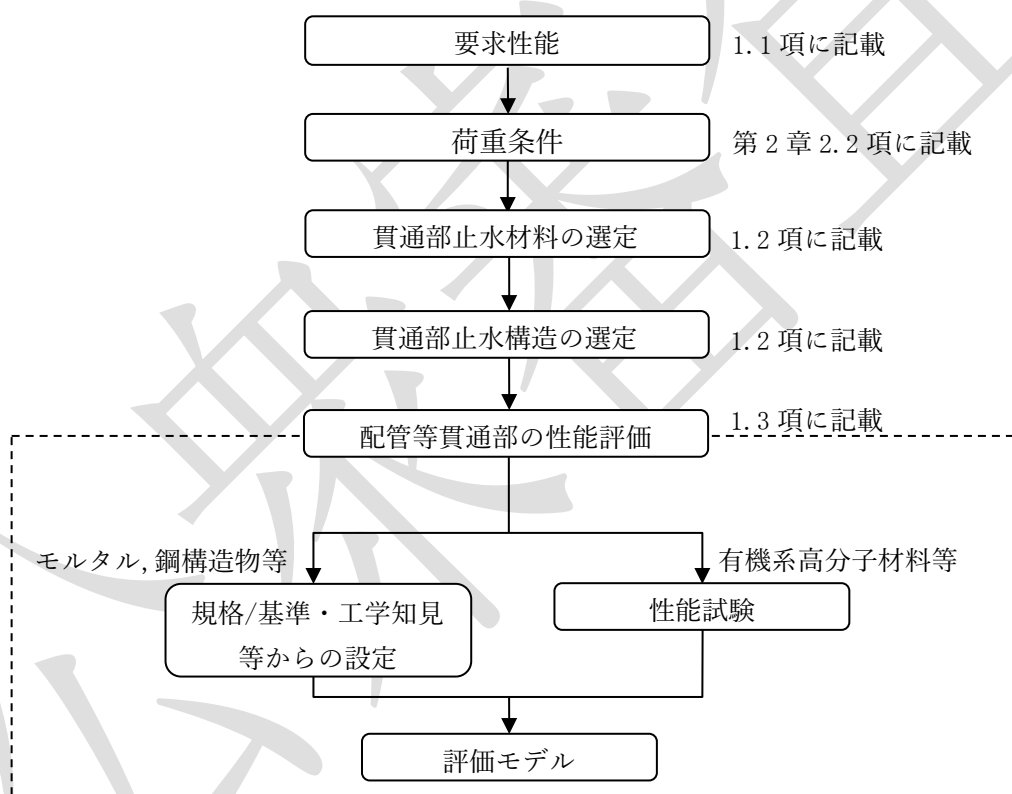 要求性能
1.1 項に記載
荷重条件
第 2 章 2.2 項に記載
貫通部止水材料の選定
1.2 項に記載
貫通部止水構造の選定
1.2 項に記載
配管等貫通部の性能評価
1.3 項に記載
モルタル,鋼構造物等
有機系高分子材料等
規格/基準・工学知見
等からの設定
性能試験
評価モデル